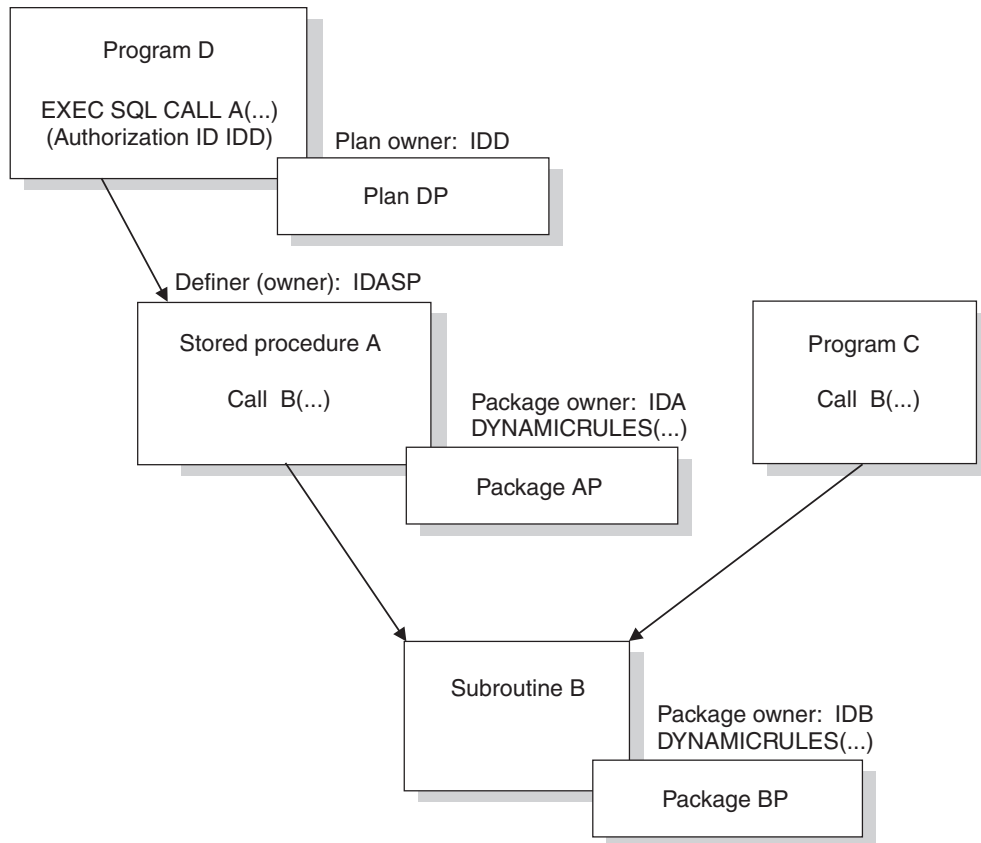 Program D
EXEC SQL CALL A(...)
(Authorization ID IDD)
Plan owner:  IDD
Plan DP
Definer (owner):  IDASP
Stored procedure A
Call  B(...)
Package owner:  IDA
DYNAMICRULES(...)
Package AP
Program C
Call  B(...)
Subroutine B
Package owner:  IDB
DYNAMICRULES(...)
Package BP